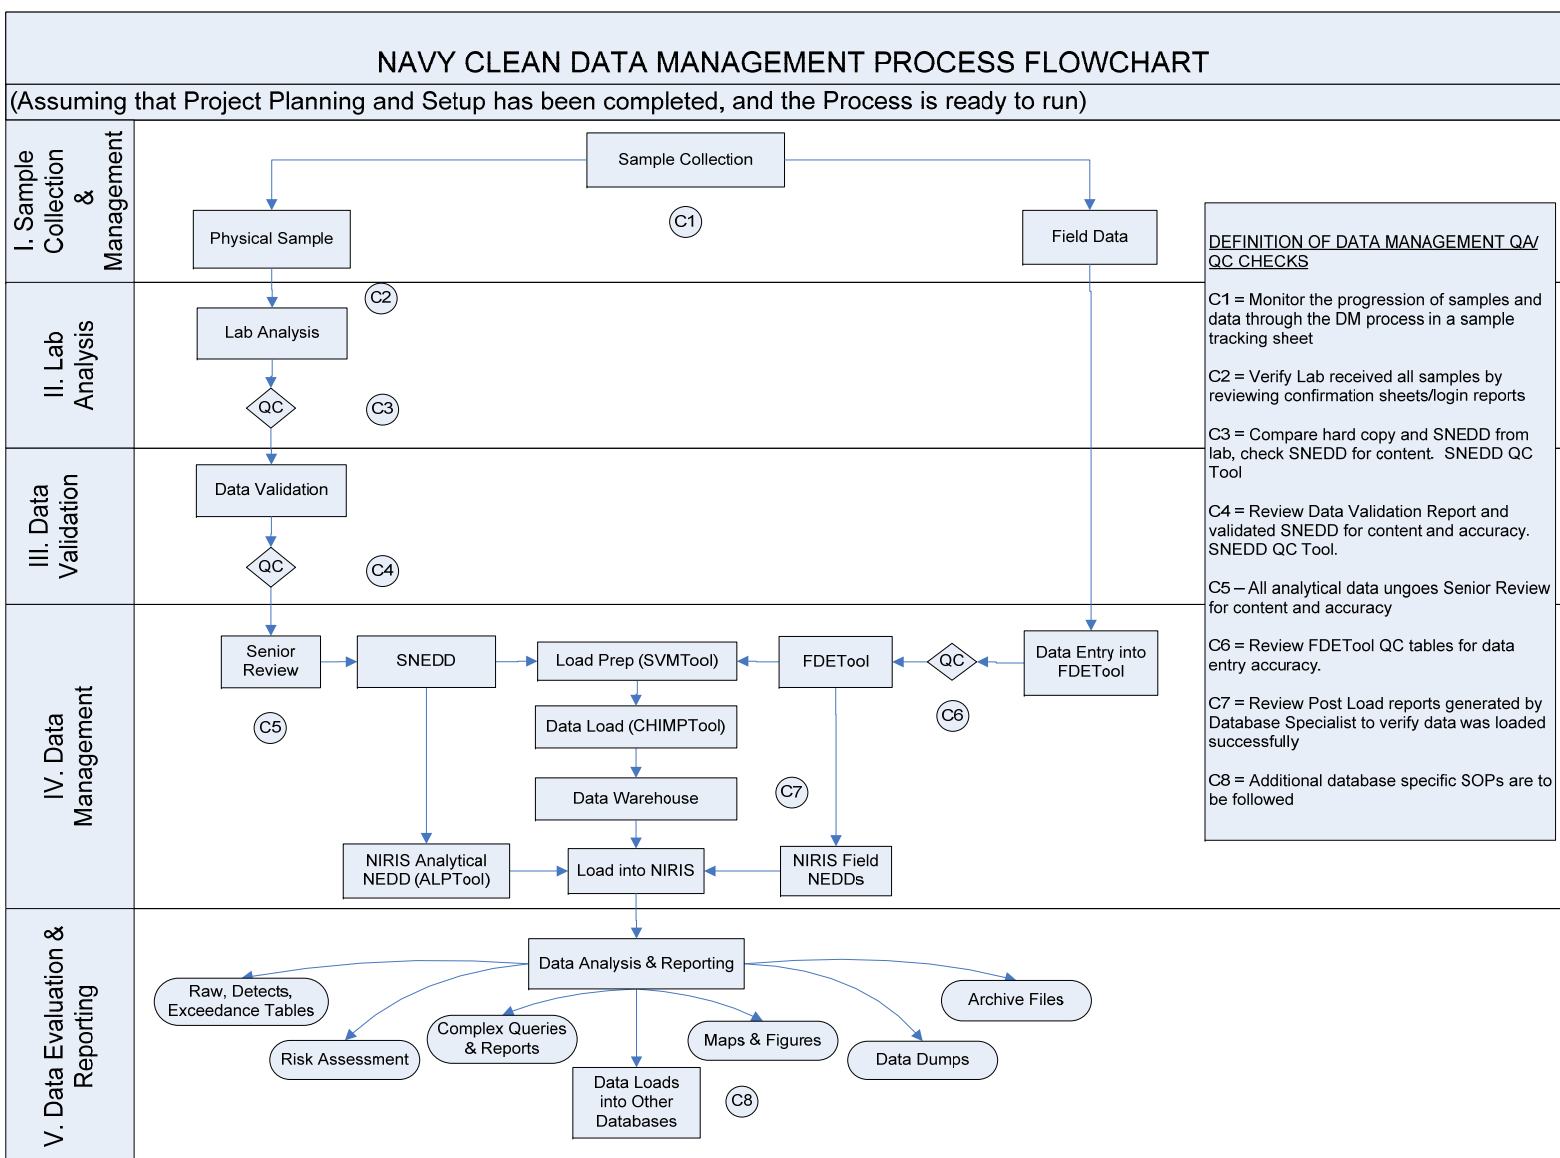 NAVY CLEAN DATA MANAGEMENT PROCESS FLOWCHART
(Assuming that Project Planning and Setup has been completed, and the Process is ready to run)
I. Sample
Collection
&
Management
Sample Collection
Physical Sample
C1
Field Data
II. Lab
Analysis
C2
Lab Analysis
QC
C3
III. Data
Validation
Data Validation
QC
C4
IV. Data
Management
Senior
Review
SNEDD
Load Prep (SVMTool)
FDETool
QC
Data Entry into
FDETool
C5
Data Load (CHIMPTool)
C6
Data Warehouse
C7
NIRIS Analytical
NEDD (ALPTool)
Load into NIRIS
NIRIS Field
NEDDs
V. Data Evaluation &
Reporting
Data Analysis & Reporting
Raw, Detects,
Exceedance Tables
Risk Assessment
Complex Queries
& Reports
Data Loads
into Other
Databases
Maps & Figures
Data Dumps
Archive Files
C8
DEFINITION OF DATA MANAGEMENT QA/
QC CHECKS
C1 = Monitor the progression of samples and
data through the DM process in a sample
tracking sheet
C2 = Verify Lab received all samples by
reviewing confirmation sheets/login reports
C3 = Compare hard copy and SNEDD from
lab, check SNEDD for content.  SNEDD QC
Tool
C4 = Review Data Validation Report and
validated SNEDD for content and accuracy.
SNEDD QC Tool.
C5 – All analytical data ungoes Senior Review
for content and accuracy
C6 = Review FDETool QC tables for data
entry accuracy.
C7 = Review Post Load reports generated by
Database Specialist to verify data was loaded
successfully
C8 = Additional database specific SOPs are to
be followed